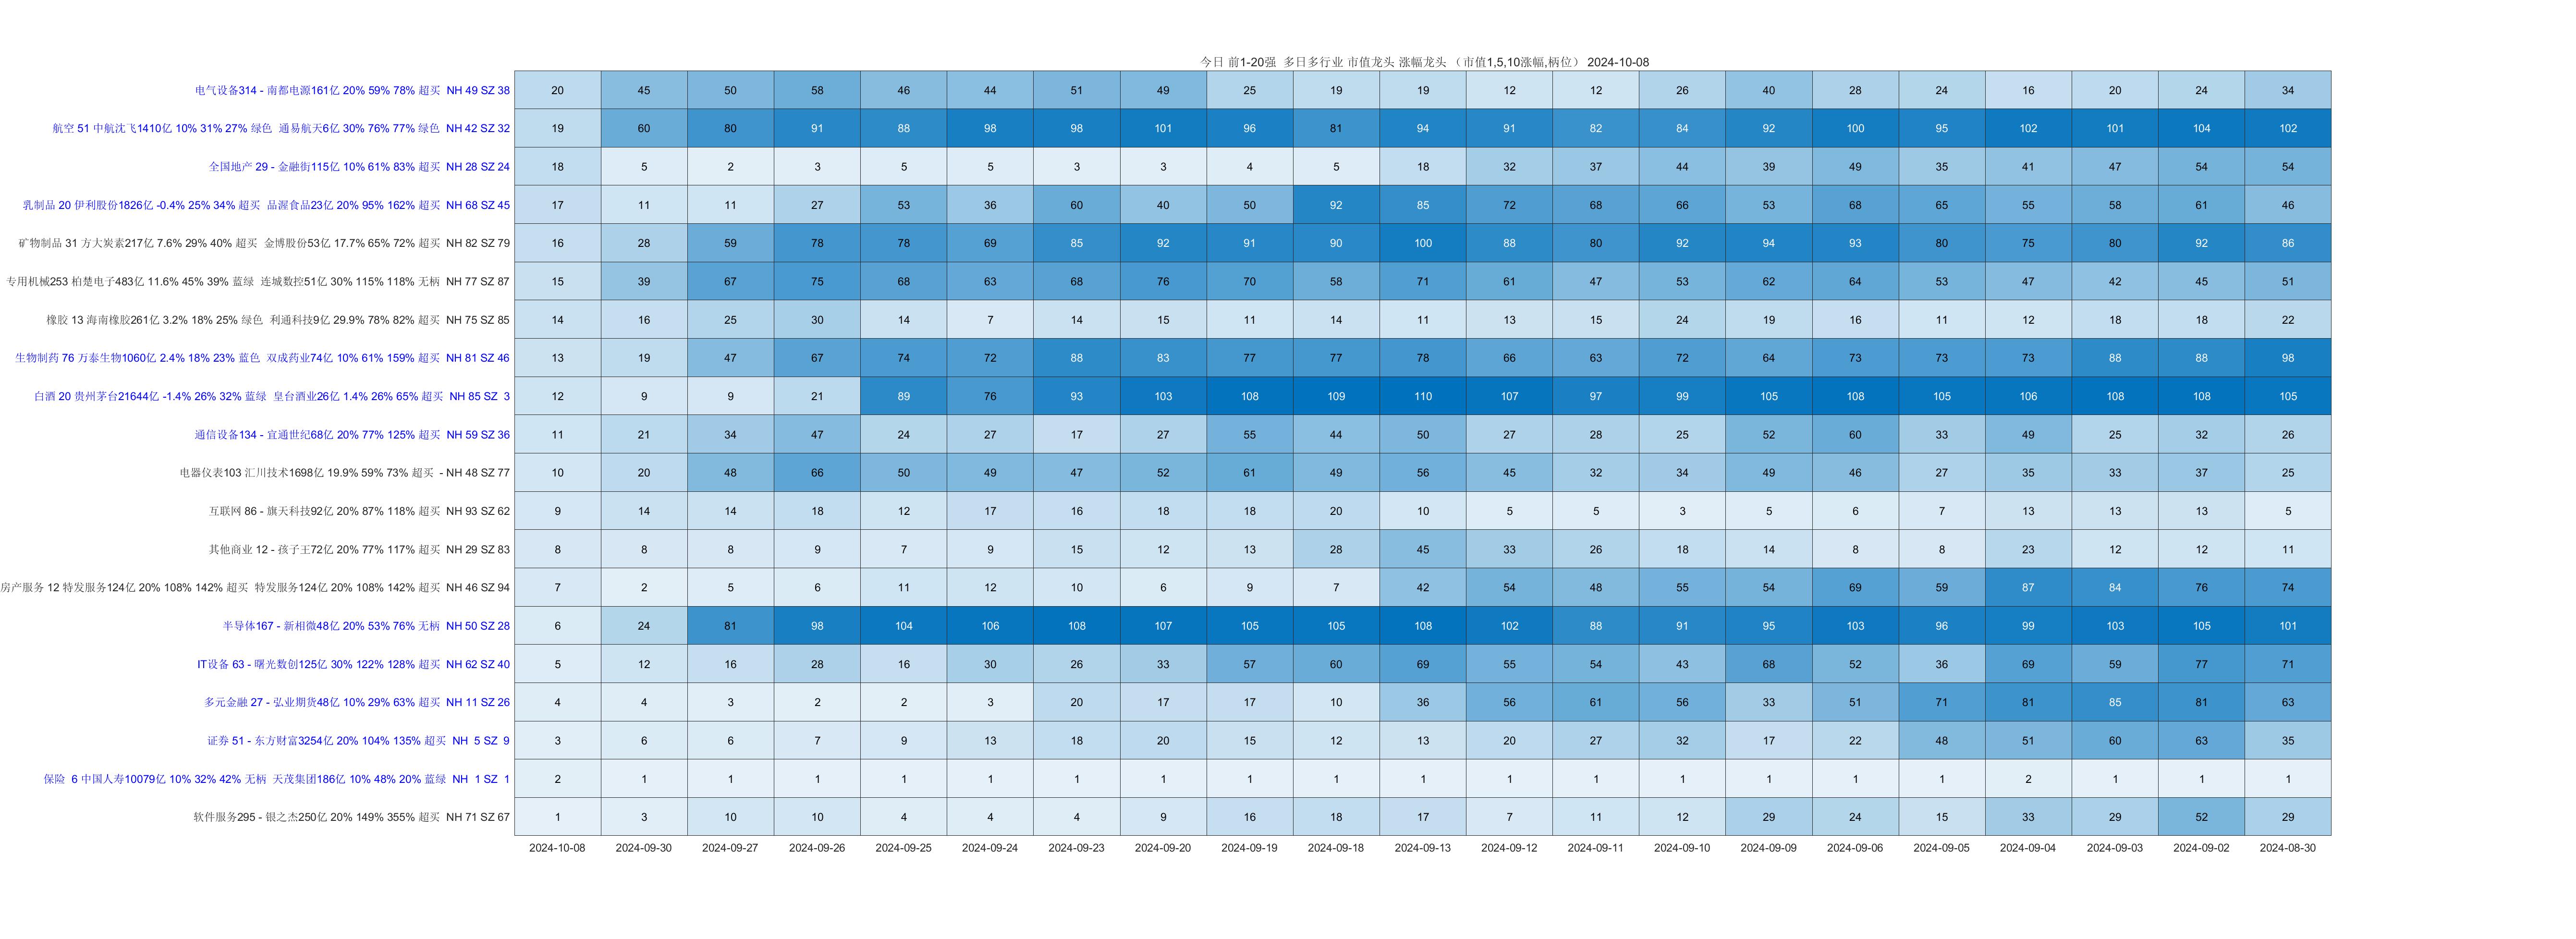 今日 前1-20强  多日多行业 市值龙头 涨幅龙头 （市值1,5,10涨幅,柄位） 2024-10-08
电气设备314 - 南都电源161亿 20% 59% 78% 超买  NH 49 SZ 38 20 45 50 58 46 44 51 49 25 19 19 12 12 26 40 28 24 16 20 24 34
航空 51 中航沈飞1410亿 10% 31% 27% 绿色  通易航天6亿 30% 76% 77% 绿色  NH 42 SZ 32 19 60 80 91 88 98 98 101 96 81 94 91 82 84 92 100 95 102 101 104 102
全国地产 29 - 金融街115亿 10% 61% 83% 超买  NH 28 SZ 24 18 5 2 3 5 5 3 3 4 5 18 32 37 44 39 49 35 41 47 54 54
乳制品 20 伊利股份1826亿 -0.4% 25% 34% 超买  品渥食品23亿 20% 95% 162% 超买  NH 68 SZ 45 17 11 11 27 53 36 60 40 50 92 85 72 68 66 53 68 65 55 58 61 46
矿物制品 31 方大炭素217亿 7.6% 29% 40% 超买  金博股份53亿 17.7% 65% 72% 超买  NH 82 SZ 79 16 28 59 78 78 69 85 92 91 90 100 88 80 92 94 93 80 75 80 92 86
专用机械253 柏楚电子483亿 11.6% 45% 39% 蓝绿  连城数控51亿 30% 115% 118% 无柄  NH 77 SZ 87 15 39 67 75 68 63 68 76 70 58 71 61 47 53 62 64 53 47 42 45 51
橡胶 13 海南橡胶261亿 3.2% 18% 25% 绿色  利通科技9亿 29.9% 78% 82% 超买  NH 75 SZ 85 14 16 25 30 14 7 14 15 11 14 11 13 15 24 19 16 11 12 18 18 22
生物制药 76 万泰生物1060亿 2.4% 18% 23% 蓝色  双成药业74亿 10% 61% 159% 超买  NH 81 SZ 46 13 19 47 67 74 72 88 83 77 77 78 66 63 72 64 73 73 73 88 88 98
白酒 20 贵州茅台21644亿 -1.4% 26% 32% 蓝绿  皇台酒业26亿 1.4% 26% 65% 超买  NH 85 SZ  3 12 9 9 21 89 76 93 103 108 109 110 107 97 99 105 108 105 106 108 108 105
通信设备134 - 宜通世纪68亿 20% 77% 125% 超买  NH 59 SZ 36 11 21 34 47 24 27 17 27 55 44 50 27 28 25 52 60 33 49 25 32 26
电器仪表103 汇川技术1698亿 19.9% 59% 73% 超买  - NH 48 SZ 77 10 20 48 66 50 49 47 52 61 49 56 45 32 34 49 46 27 35 33 37 25
互联网 86 - 旗天科技92亿 20% 87% 118% 超买  NH 93 SZ 62 9 14 14 18 12 17 16 18 18 20 10 5 5 3 5 6 7 13 13 13 5
其他商业 12 - 孩子王72亿 20% 77% 117% 超买  NH 29 SZ 83 8 8 8 9 7 9 15 12 13 28 45 33 26 18 14 8 8 23 12 12 11
房产服务 12 特发服务124亿 20% 108% 142% 超买  特发服务124亿 20% 108% 142% 超买  NH 46 SZ 94 7 2 5 6 11 12 10 6 9 7 42 54 48 55 54 69 59 87 84 76 74
半导体167 - 新相微48亿 20% 53% 76% 无柄  NH 50 SZ 28 6 24 81 98 104 106 108 107 105 105 108 102 88 91 95 103 96 99 103 105 101
IT设备 63 - 曙光数创125亿 30% 122% 128% 超买  NH 62 SZ 40 5 12 16 28 16 30 26 33 57 60 69 55 54 43 68 52 36 69 59 77 71
多元金融 27 - 弘业期货48亿 10% 29% 63% 超买  NH 11 SZ 26 4 4 3 2 2 3 20 17 17 10 36 56 61 56 33 51 71 81 85 81 63
证券 51 - 东方财富3254亿 20% 104% 135% 超买  NH  5 SZ  9 3 6 6 7 9 13 18 20 15 12 13 20 27 32 17 22 48 51 60 63 35
保险  6 中国人寿10079亿 10% 32% 42% 无柄  天茂集团186亿 10% 48% 20% 蓝绿  NH  1 SZ  1 2 1 1 1 1 1 1 1 1 1 1 1 1 1 1 1 1 2 1 1 1
软件服务295 - 银之杰250亿 20% 149% 355% 超买  NH 71 SZ 67 1 3 10 10 4 4 4 9 16 18 17 7 11 12 29 24 15 33 29 52 29
2024-10-08 2024-09-30 2024-09-27 2024-09-26 2024-09-25 2024-09-24 2024-09-23 2024-09-20 2024-09-19 2024-09-18 2024-09-13 2024-09-12 2024-09-11 2024-09-10 2024-09-09 2024-09-06 2024-09-05 2024-09-04 2024-09-03 2024-09-02 2024-08-30